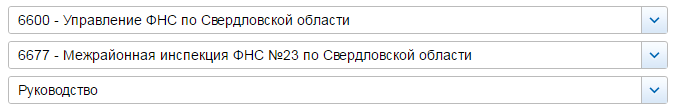 6600 - Управление ФНС по Свердловской области
6677 - Межрайонная инспекция ФНС №23 по Свердловской области
Руководство